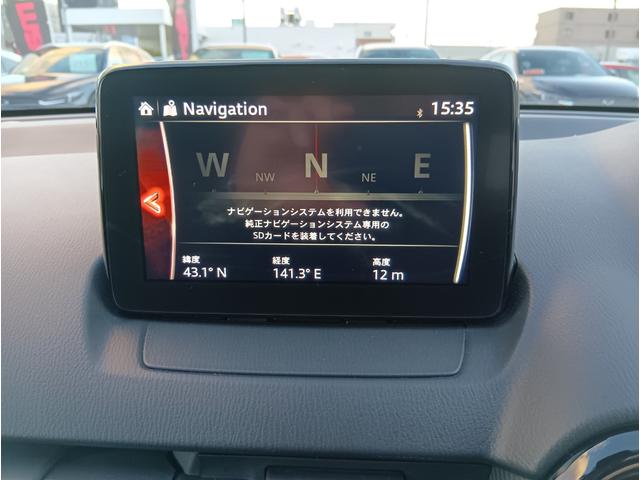 Navigation 15:35
W NW N NE E
ナビゲーションシステムを利用できません。
純正ナビゲーションシステム専用の
SDカードを装着してください。
緯度 経度 高度
43.1° N 141.3° E 12 m